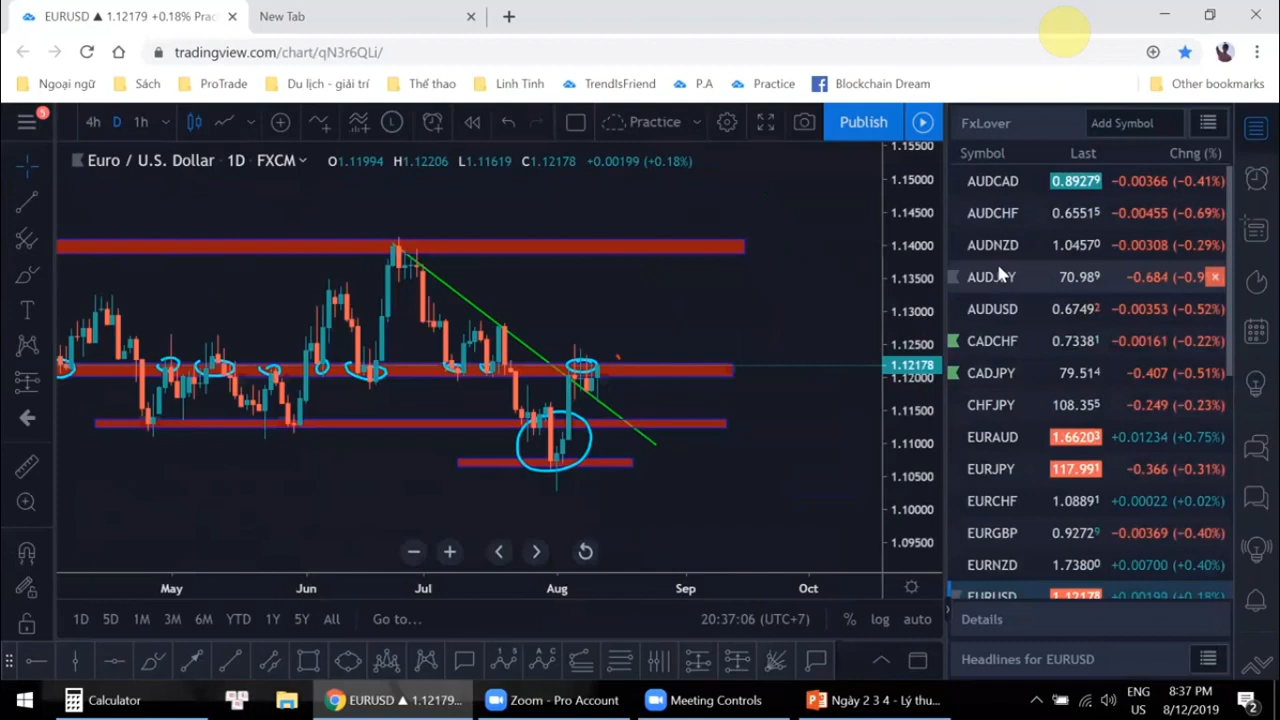 EURUSD ▲ 1.12179 +0.18% Prac
New Tab
tradingview.com/chart/qN3r6QLi/
Ngoại ngữ Sách ProTrade Du lịch - giải trí Thể thao Linh Tinh TrendIsFriend P.A Practice Blockchain Dream Other bookmarks
5
4h D 1h Practice Publish
FxLover Add Symbol
Euro / U.S. Dollar 1D FXCM O1.11994 H1.12206 L1.11619 C1.12178 +0.00199 (+0.18%)
1.15500
1.15000
1.14500
1.14000
1.13500
1.13000
1.12500
1.12178
1.12000
1.11500
1.11000
1.10500
1.10000
1.09500
May Jun Jul Aug Sep Oct
1D 5D 1M 3M 6M YTD 1Y 5Y All Go to... 20:37:06 (UTC+7) % log auto
Symbol Last Chng (%)
AUDCAD 0.89279 −0.00366 (−0.41%)
AUDCHF 0.65515 −0.00455 (−0.69%)
AUDNZD 1.04570 −0.00308 (−0.29%)
70.989 −0.684
AUDUSD 0.67492 −0.00353 (−0.52%)
CADCHF 0.73381 −0.00161 (−0.22%)
CADJPY 79.514 −0.407 (−0.51%)
CHFJPY 108.355 −0.249 (−0.23%)
EURAUD 1.66203 +0.01234 (+0.75%)
EURJPY 117.991 −0.366 (−0.31%)
EURCHF 1.08891 +0.00022 (+0.02%)
EURGBP 0.92729 −0.00369 (−0.40%)
EURNZD 1.73800 +0.00700 (+0.40%)
EURUSD 1.12178 +0.00199 (+0.18%)
Details
Headlines for EURUSD
Calculator
EURUSD ▲ 1.12179...
Zoom - Pro Account
Meeting Controls
Ngày 2 3 4 - Lý thu...
ENG
US
8:37 PM
8/12/2019
2